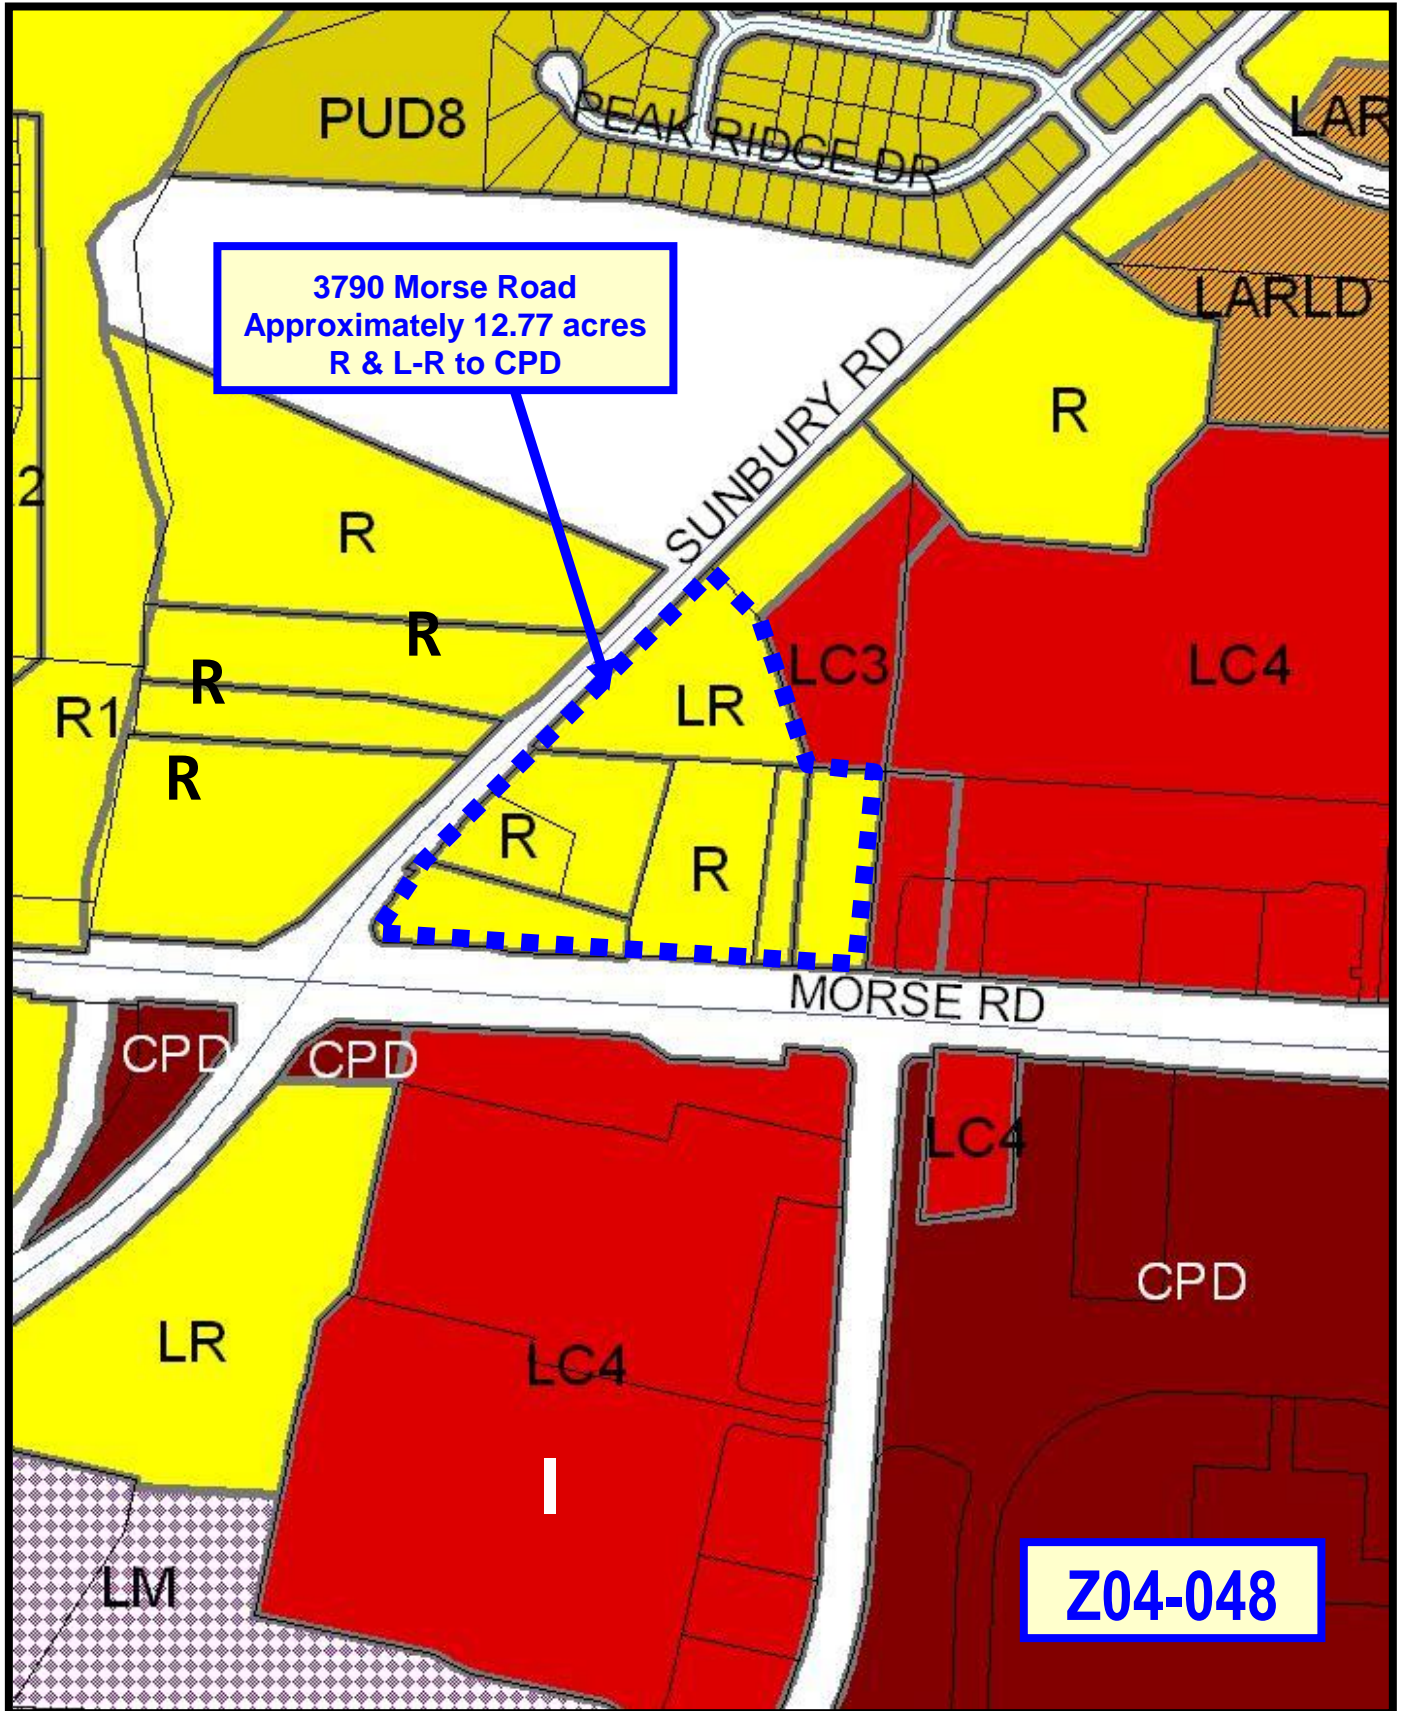 PUD8
PEAK RIDGE DR
LAR
3790 Morse Road
Approximately 12.77 acres
R & L-R to CPD
LARLD
SUNBURY RD
R
2
R
R
R
LC3
LC4
R1
LR
R
R
R
MORSE RD
CPD
CPD
LC4
CPD
LR
LC4
I
LM
Z04-048